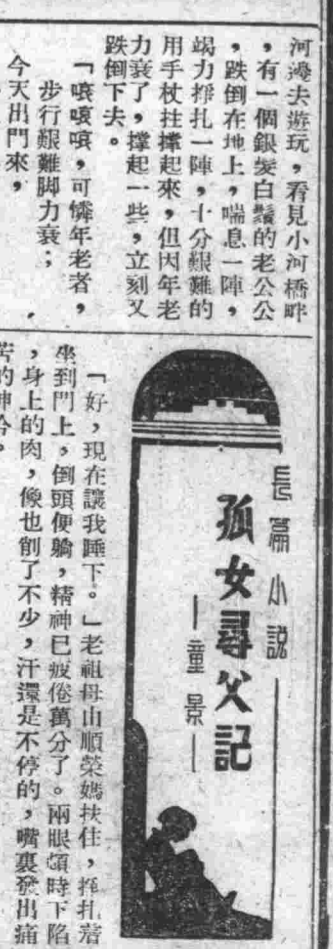 河邊去遊玩，看見小河橋畔
，有一個銀髮白鬚的老公公
，跌倒在地上，喘息一陣，
竭力掙扎一陣，十分艱難的
用手杖拄撐起來，但因年老
力衰了，撐起一些，立刻又
跌倒下去。
「唉唉唉，可憐年老者，
步行艱難脚力衰；
今天出門來，
長篇小說
孤女尋父記
—童景—
「好，現在讓我踭下。」老祖母由順榮媽扶住，掙扎着
坐到門上，倒頭便躺，精神已疲倦萬分了。兩眼頓時下陷
，身上的肉，像也削了不少，汗還是不停的，嘴裏發出痛
苦的呻吟。